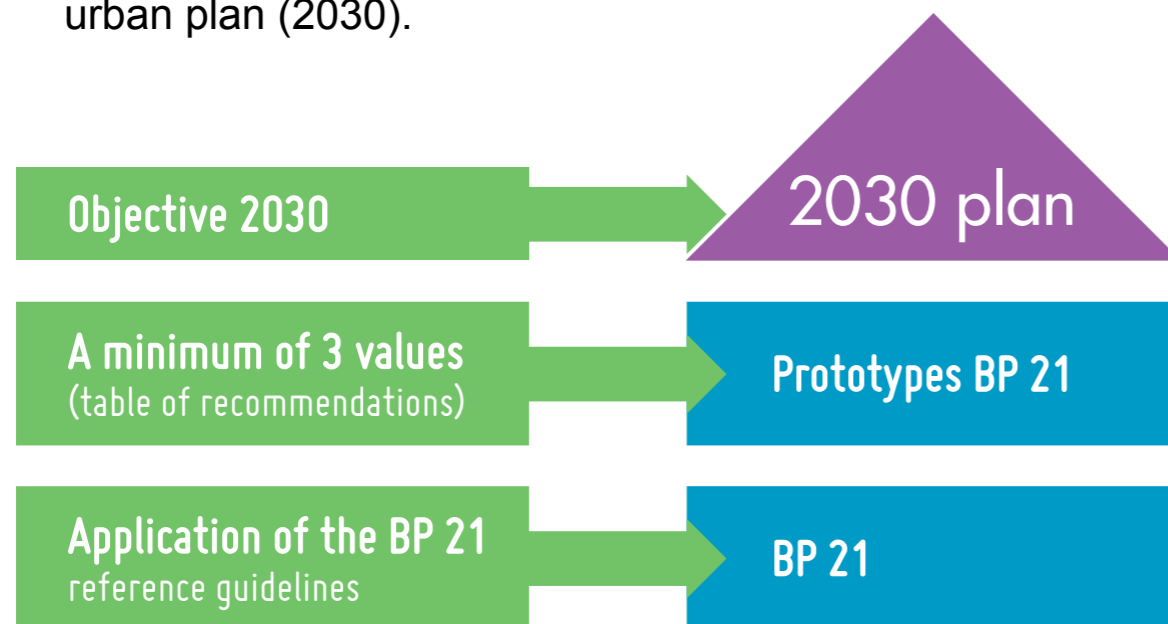 urban plan (2030).
Objective 2030
2030 plan
A minimum of 3 values
(table of recommendations)
Prototypes BP 21
Application of the BP 21
reference guidelines
BP 21